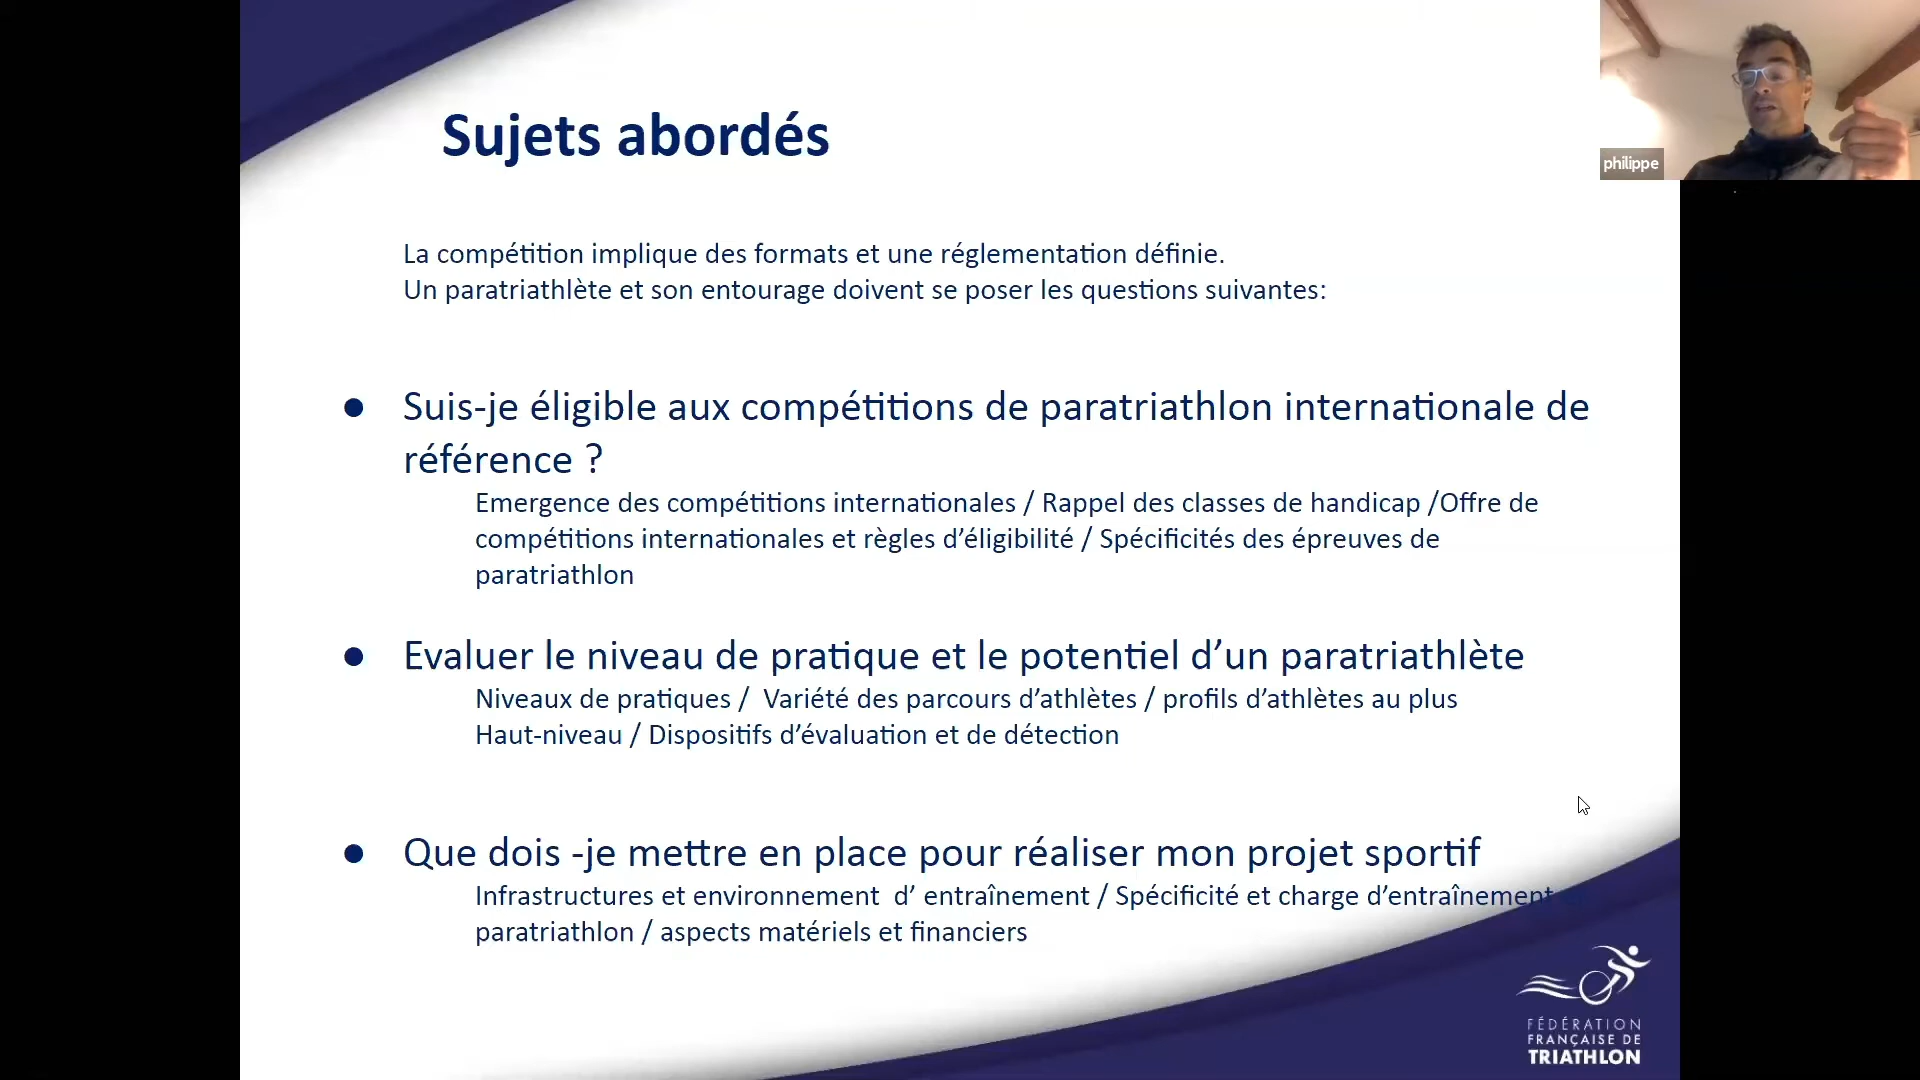 Sujets abordés
philippe
La compétition implique des formats et une réglementation définie.
Un paratriathlète et son entourage doivent se poser les questions suivantes:
● Suis-je éligible aux compétitions de paratriathlon internationale de
référence ?
Emergence des compétitions internationales / Rappel des classes de handicap /Offre de
compétitions internationales et règles d’éligibilité / Spécificités des épreuves de
paratriathlon
● Evaluer le niveau de pratique et le potentiel d’un paratriathlète
Niveaux de pratiques / Variété des parcours d’athlètes / profils d’athlètes au plus
Haut-niveau / Dispositifs d’évaluation et de détection
● Que dois -je mettre en place pour réaliser mon projet sportif
Infrastructures et environnement d’ entraînement / Spécificité et charge d’entraînement
paratriathlon / aspects matériels et financiers
FÉDÉRATION
FRANÇAISE DE
TRIATHLON